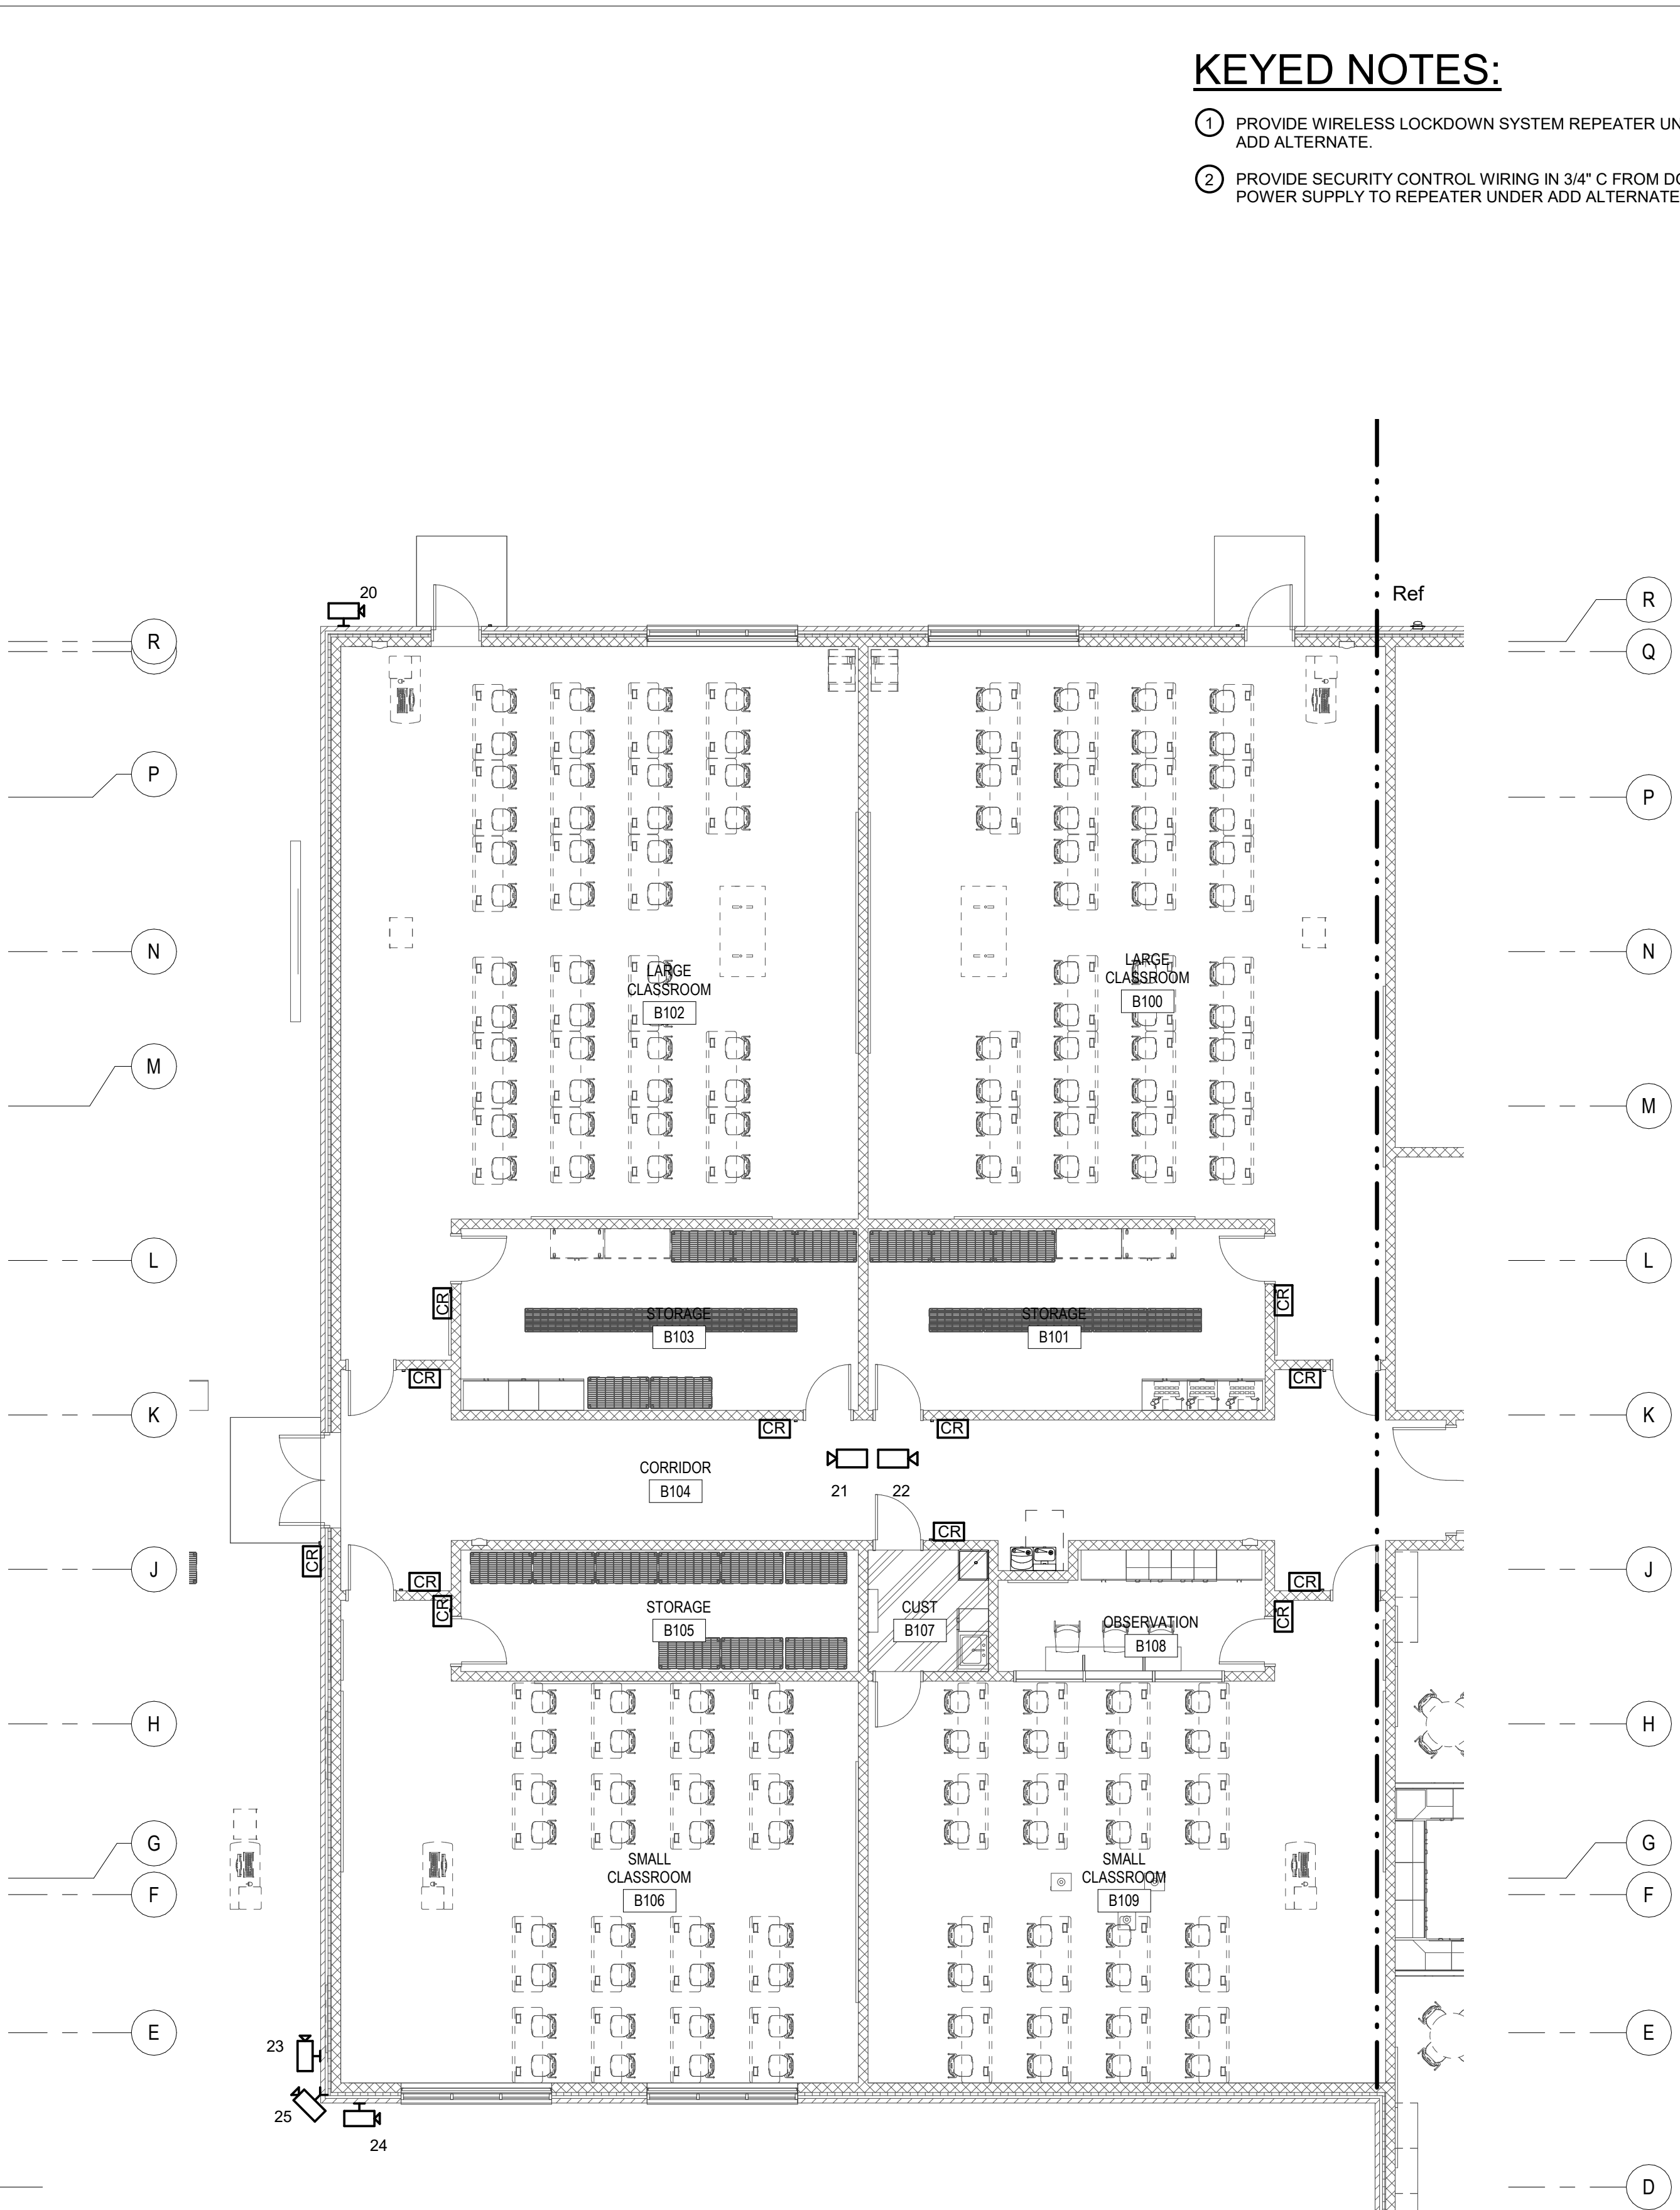 KEYED NOTES:
1 PROVIDE WIRELESS LOCKDOWN SYSTEM REPEATER UN
ADD ALTERNATE.
2 PROVIDE SECURITY CONTROL WIRING IN 3/4" C FROM DO
POWER SUPPLY TO REPEATER UNDER ADD ALTERNATE
20
Ref
R
R
Q
P
P
N
N
LARGE
CLASSROOM
B102
LARGE
CLASSROOM
B100
M
M
L
L
CR
CR
STORAGE
B103
STORAGE
B101
CR
CR
K
K
CR
CR
CORRIDOR
B104
21
22
CR
CR
J
J
CR
CR
CR
CR
STORAGE
B105
CUST
B107
OBSERVATION
B108
H
H
G
G
SMALL
CLASSROOM
B106
SMALL
CLASSROOM
B109
F
F
E
E
23
25
24
D